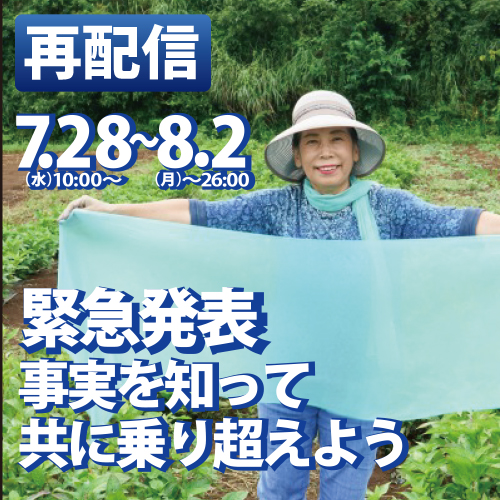 再配信
7.28~8.2
(水)10:00～ (月)～26:00
緊急発表
事実を知って
共に乗り超えよう